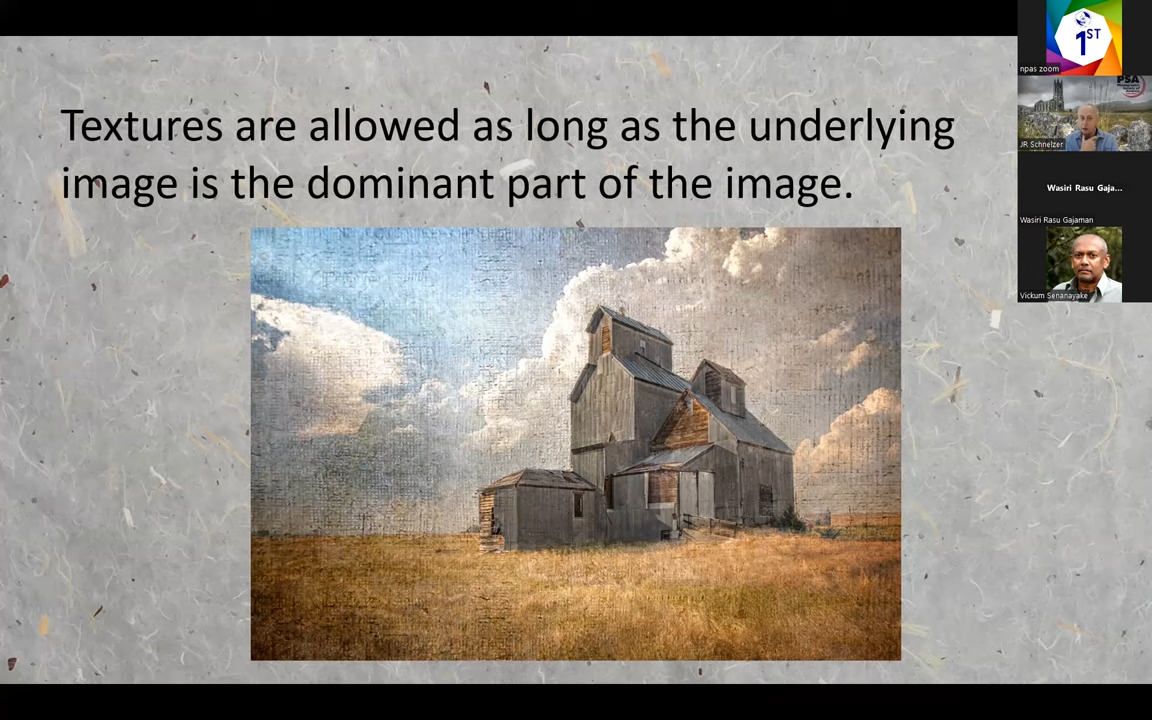 Textures are allowed as long as the underlying
image is the dominant part of the image.
1ST
npas zoom
PSA
JR Schnelzer
Wasiri Rasu Gaja...
Wasiri Rasu Gajaman
Vickum Senanayake